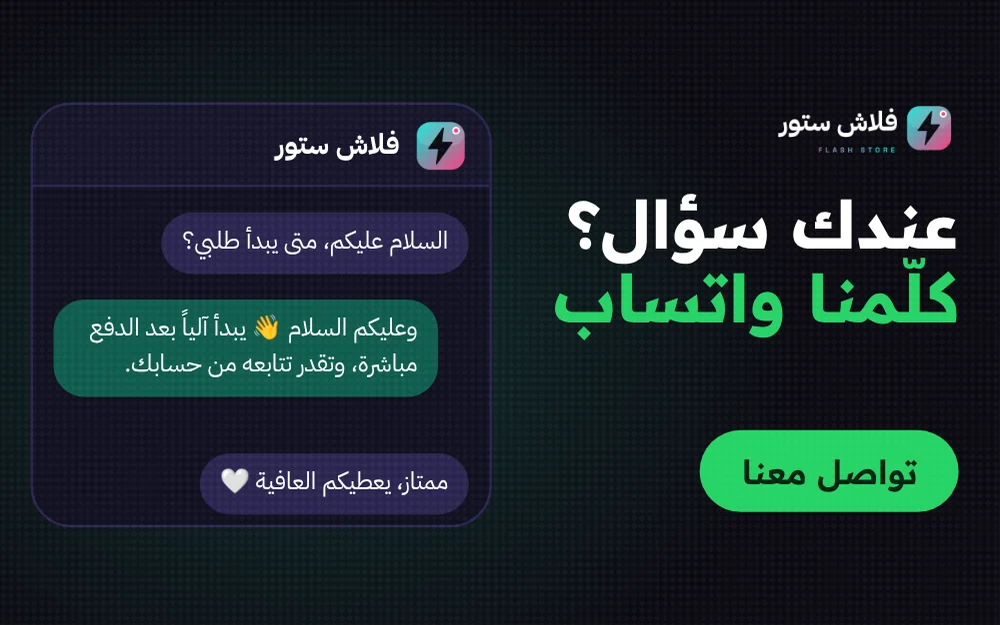 فلاش ستور
FLASH STORE
عندك سؤال؟
كلّمنا واتساب
تواصل معنا
فلاش ستور
السلام عليكم، متى يبدأ طلبي؟
وعليكم السلام 👋 يبدأ آلياً بعد الدفع
مباشرة، وتقدر تتابعه من حسابك.
ممتاز، يعطيكم العافية 🤍